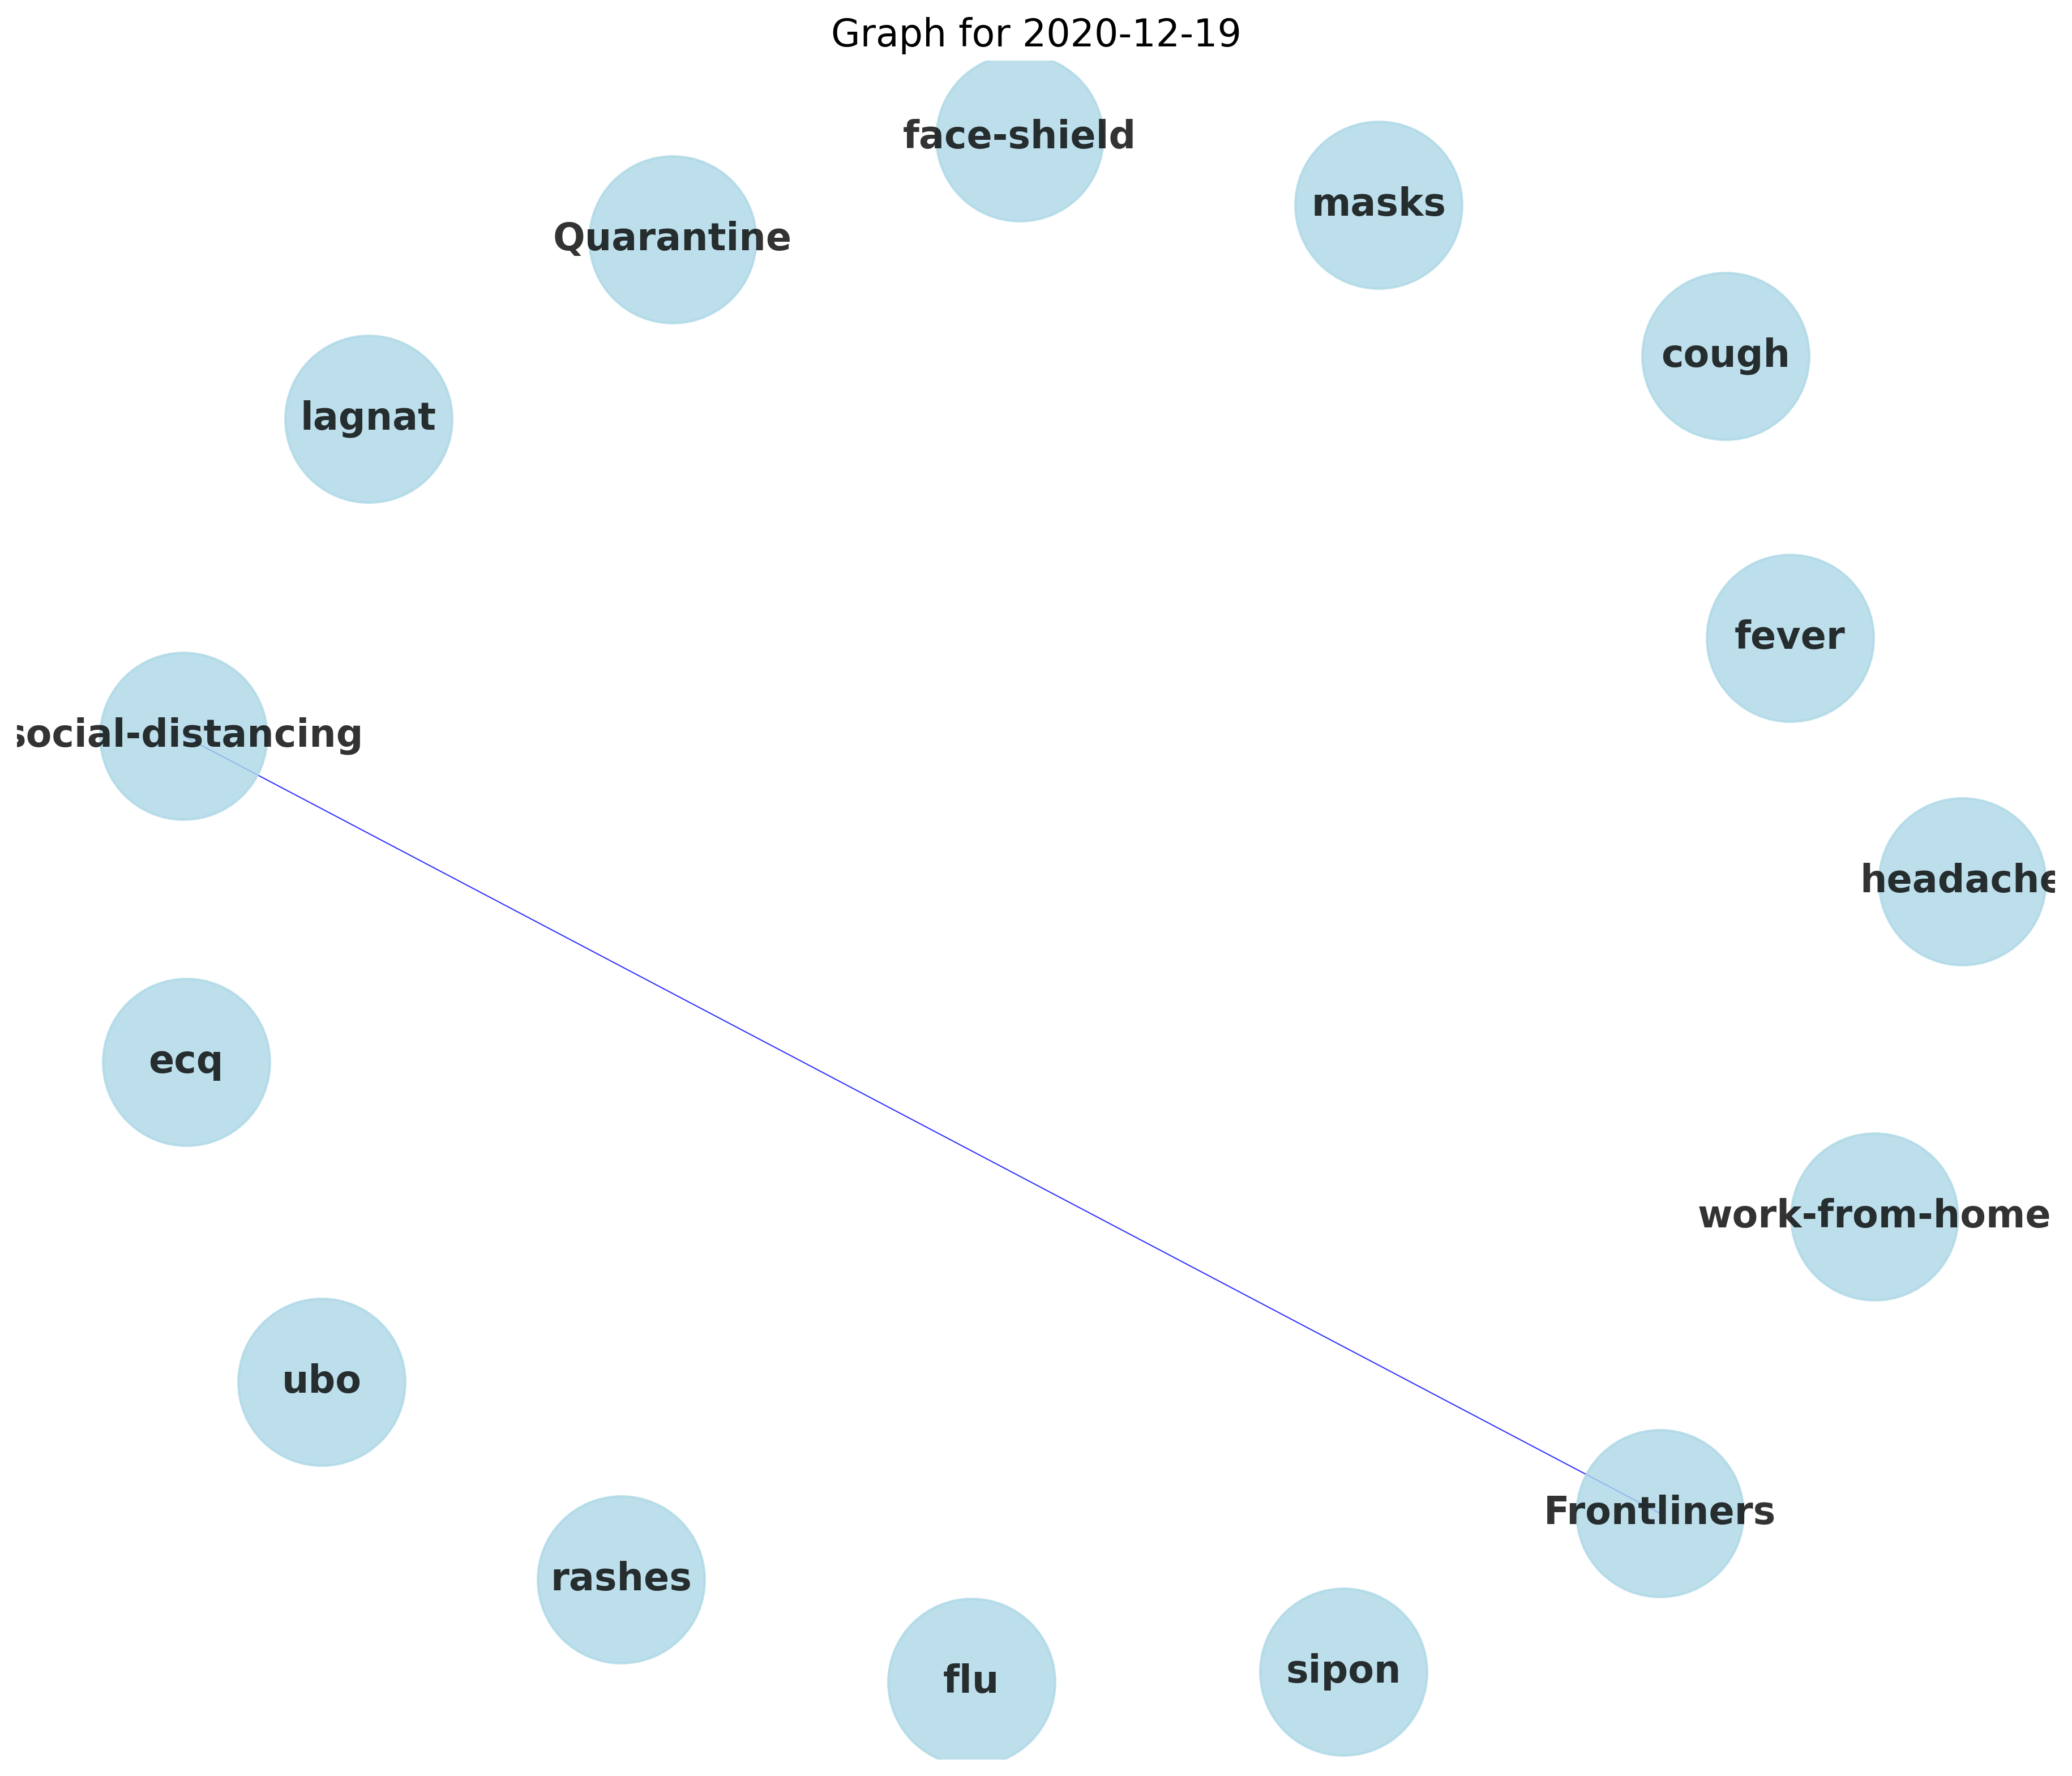 Graph for 2020-12-19
face-shield
masks
Quarantine
cough
lagnat
fever
social-distancing
headache
ecq
work-from-home
ubo
Frontliners
rashes
sipon
flu